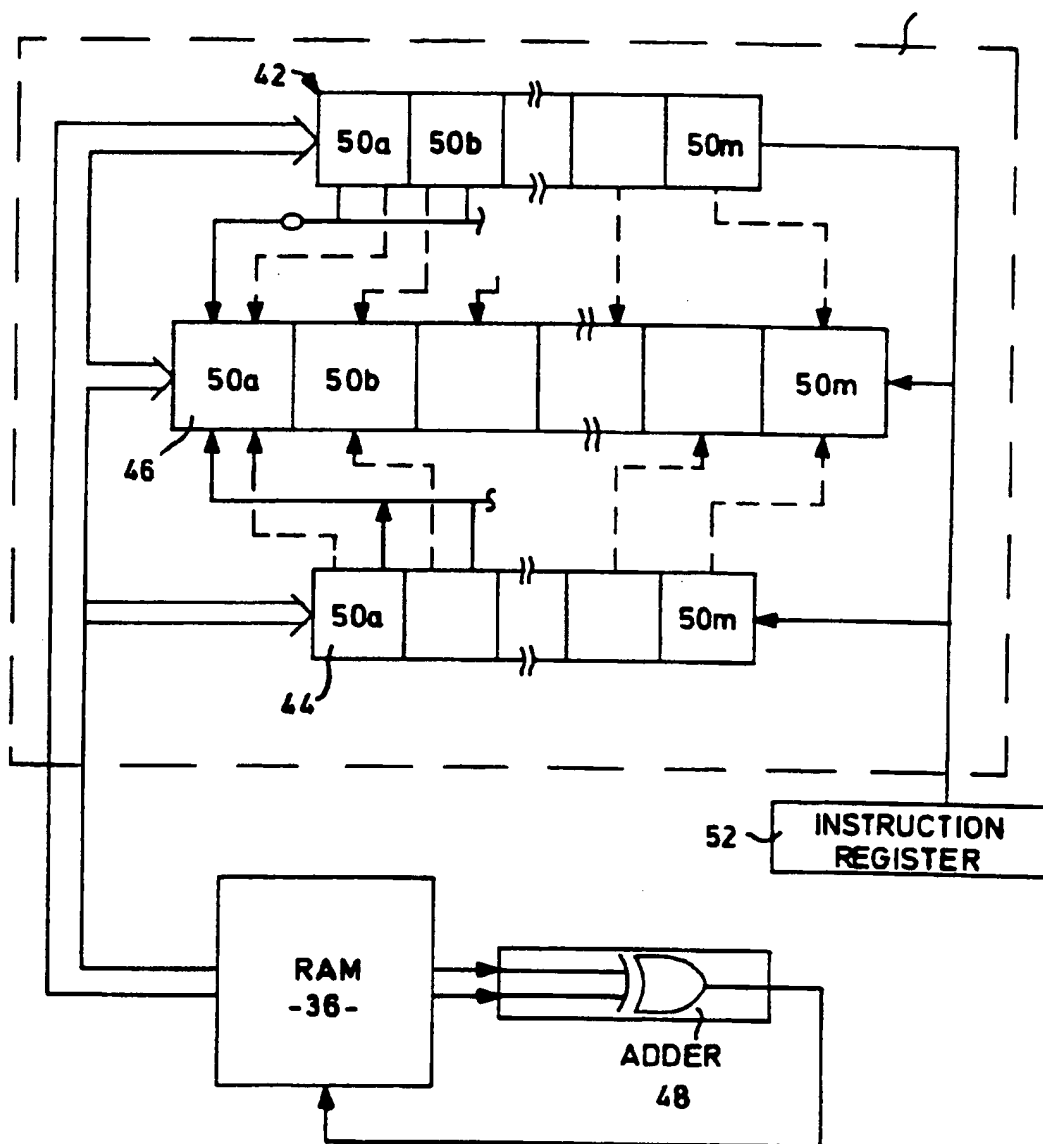 42
50a 50b 50m
50a 50b 50m
46
50a 50m
44
52 INSTRUCTION
REGISTER
RAM
-36-
ADDER
48